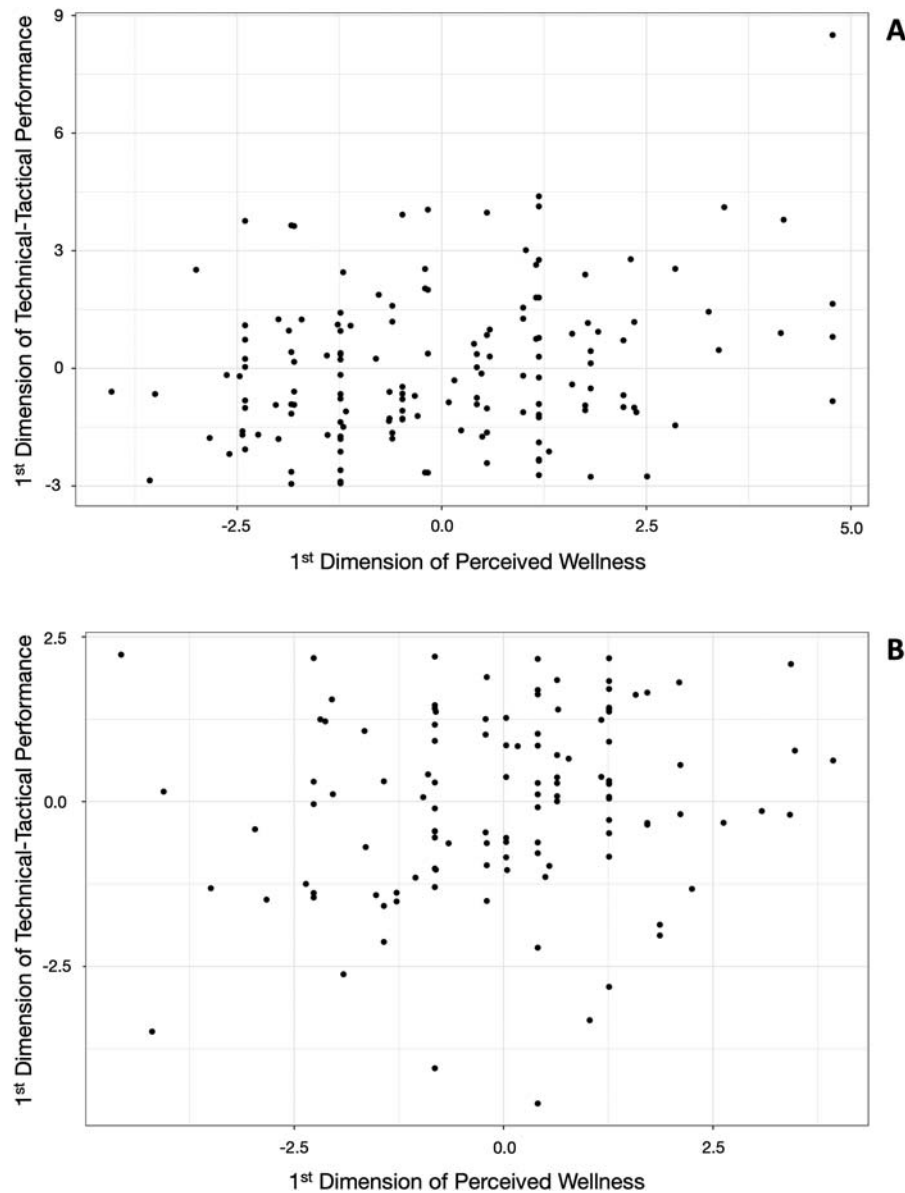 A
9
6
3
0
-3
1st Dimension of Technical-Tactical Performance
-2.5 0.0 2.5 5.0
1st Dimension of Perceived Wellness
B
2.5
0.0
-2.5
1st Dimension of Technical-Tactical Performance
-2.5 0.0 2.5
1st Dimension of Perceived Wellness